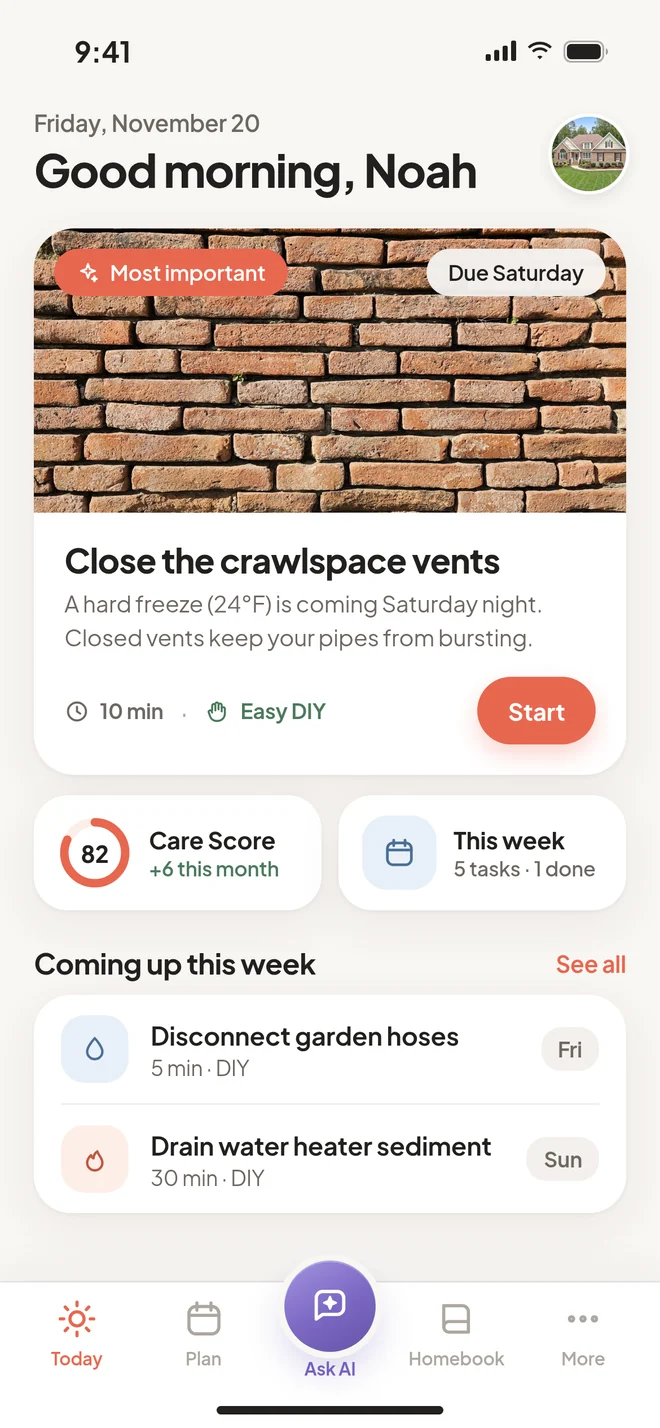 9:41
Friday, November 20
Good morning, Noah
Most important
Due Saturday
Close the crawlspace vents
A hard freeze (24°F) is coming Saturday night.
Closed vents keep your pipes from bursting.
10 min · Easy DIY
Start
82
Care Score
+6 this month
This week
5 tasks · 1 done
Coming up this week
See all
Disconnect garden hoses
5 min · DIY
Fri
Drain water heater sediment
30 min · DIY
Sun
Today
Plan
Ask AI
Homebook
More